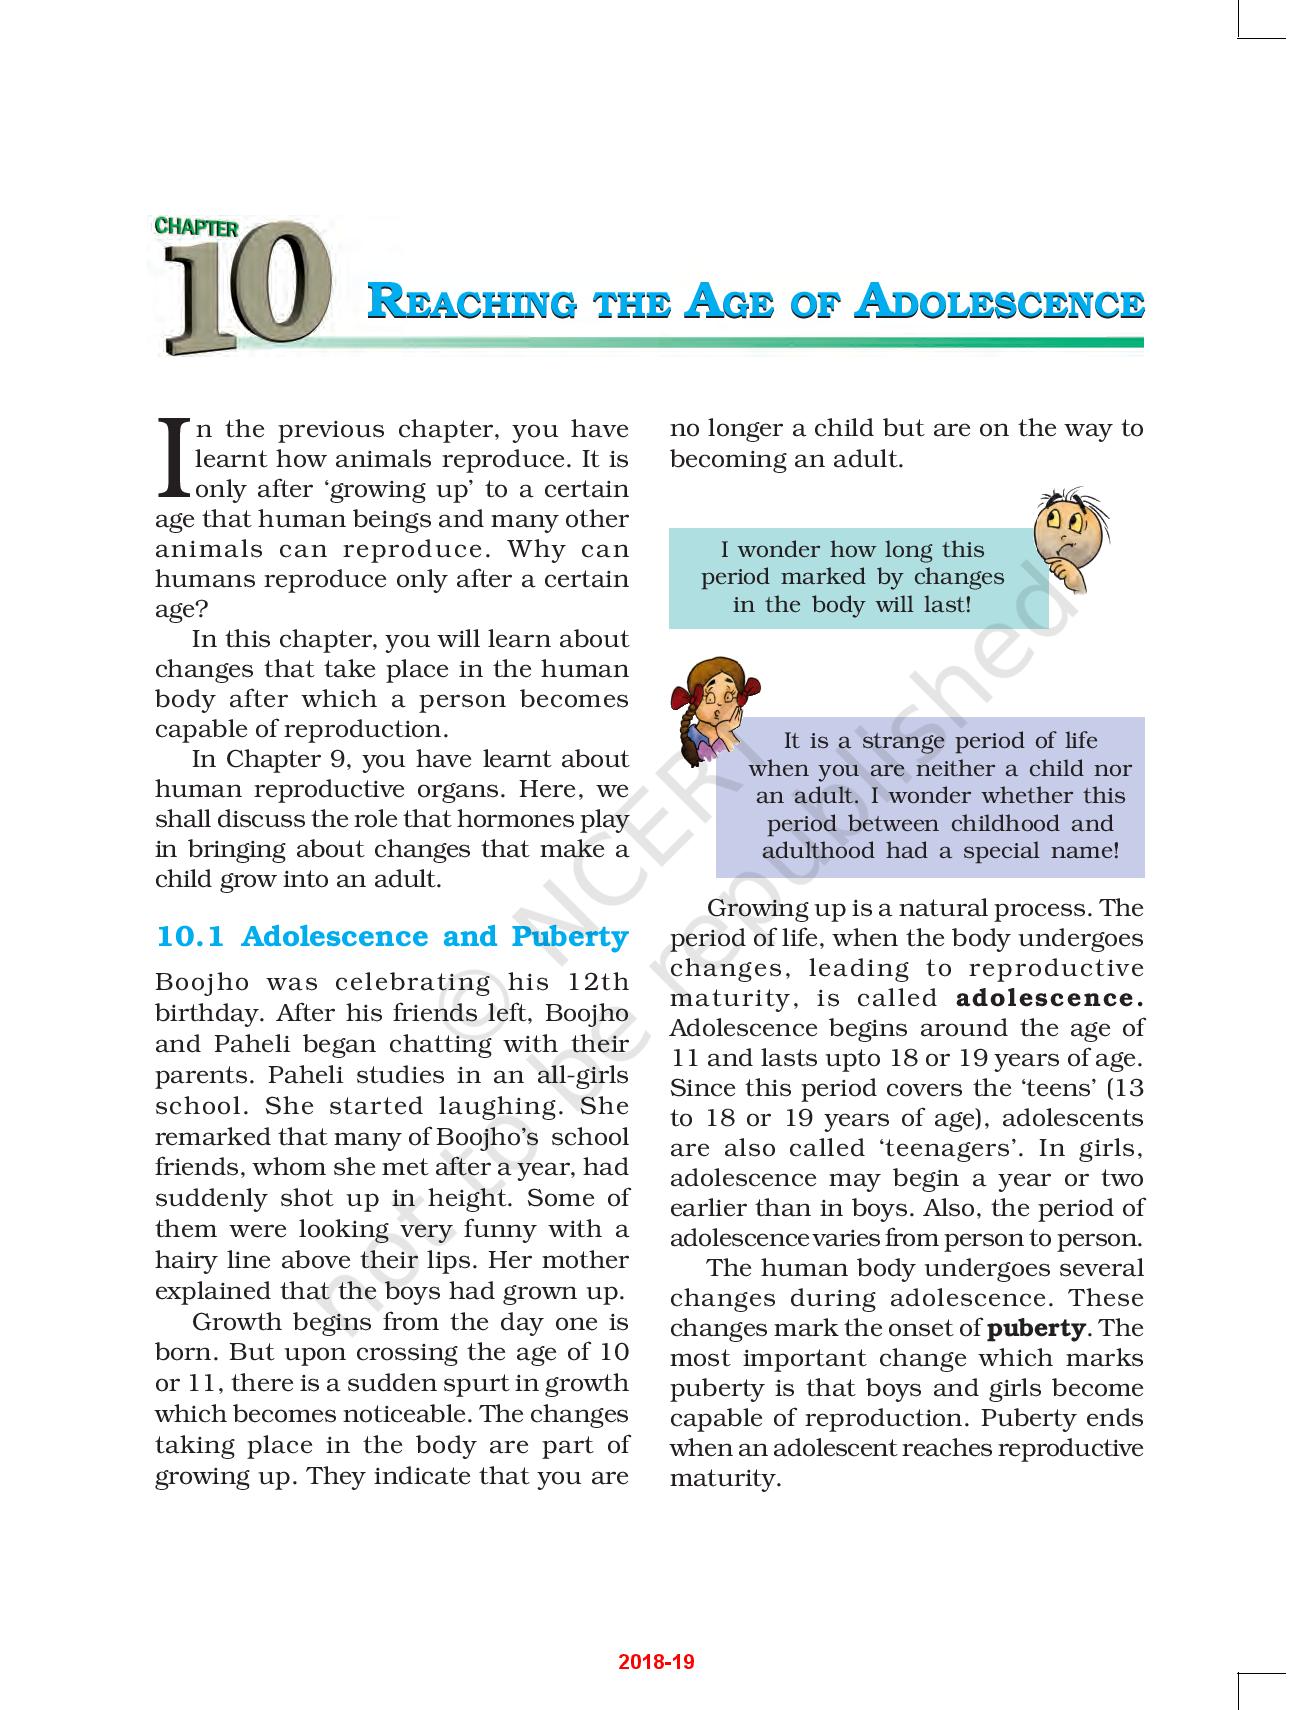 CHAPTER
10
REACHING THE AGE OF ADOLESCENCE
In the previous chapter, you have
learnt how animals reproduce. It is
only after ‘growing up’ to a certain
age that human beings and many other
animals can reproduce. Why can
humans reproduce only after a certain
age?
In this chapter, you will learn about
changes that take place in the human
body after which a person becomes
capable of reproduction.
In Chapter 9, you have learnt about
human reproductive organs. Here, we
shall discuss the role that hormones play
in bringing about changes that make a
child grow into an adult.
10.1 Adolescence and Puberty
Boojho was celebrating his 12th
birthday. After his friends left, Boojho
and Paheli began chatting with their
parents. Paheli studies in an all-girls
school. She started laughing. She
remarked that many of Boojho’s school
friends, whom she met after a year, had
suddenly shot up in height. Some of
them were looking very funny with a
hairy line above their lips. Her mother
explained that the boys had grown up.
Growth begins from the day one is
born. But upon crossing the age of 10
or 11, there is a sudden spurt in growth
which becomes noticeable. The changes
taking place in the body are part of
growing up. They indicate that you are
no longer a child but are on the way to
becoming an adult.
I wonder how long this
period marked by changes
in the body will last!
It is a strange period of life
when you are neither a child nor
an adult. I wonder whether this
period between childhood and
adulthood had a special name!
Growing up is a natural process. The
period of life, when the body undergoes
changes, leading to reproductive
maturity, is called adolescence.
Adolescence begins around the age of
11 and lasts upto 18 or 19 years of age.
Since this period covers the ‘teens’ (13
to 18 or 19 years of age), adolescents
are also called ‘teenagers’. In girls,
adolescence may begin a year or two
earlier than in boys. Also, the period of
adolescence varies from person to person.
The human body undergoes several
changes during adolescence. These
changes mark the onset of puberty. The
most important change which marks
puberty is that boys and girls become
capable of reproduction. Puberty ends
when an adolescent reaches reproductive
maturity.
© NCERT
not to be republished
2018-19